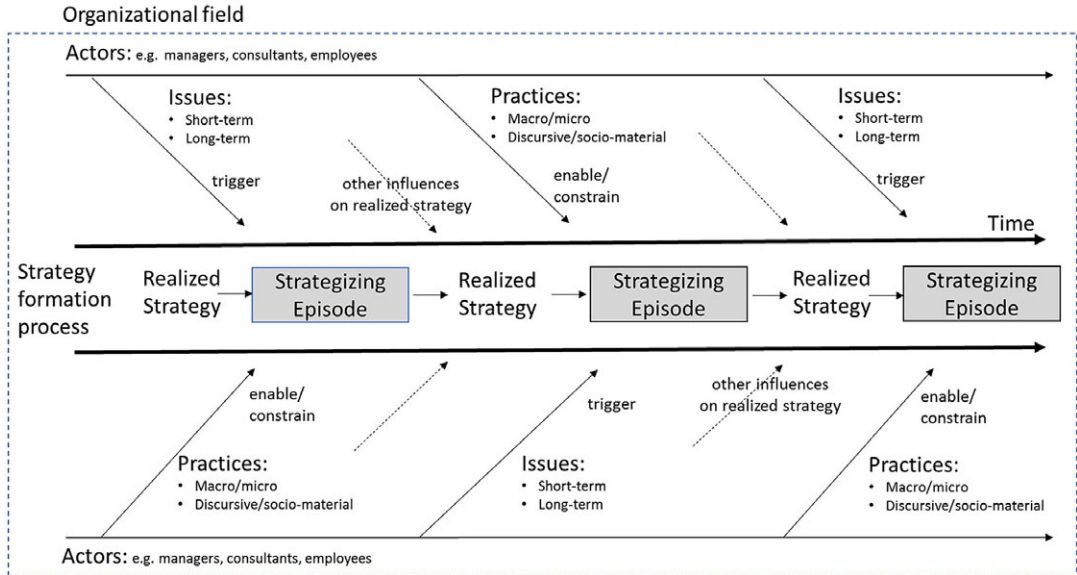 Organizational field
Actors: e.g. managers, consultants, employees
Issues:
• Short-term
• Long-term
trigger
other influences
on realized strategy
Practices:
• Macro/micro
• Discursive/socio-material
enable/
constrain
Issues:
• Short-term
• Long-term
trigger
Time
Strategy
formation
process
Realized
Strategy
Strategizing
Episode
Realized
Strategy
Strategizing
Episode
Realized
Strategy
Strategizing
Episode
enable/
constrain
Practices:
• Macro/micro
• Discursive/socio-material
trigger
Issues:
• Short-term
• Long-term
other influences
on realized strategy
enable/
constrain
Practices:
• Macro/micro
• Discursive/socio-material
Actors: e.g. managers, consultants, employees